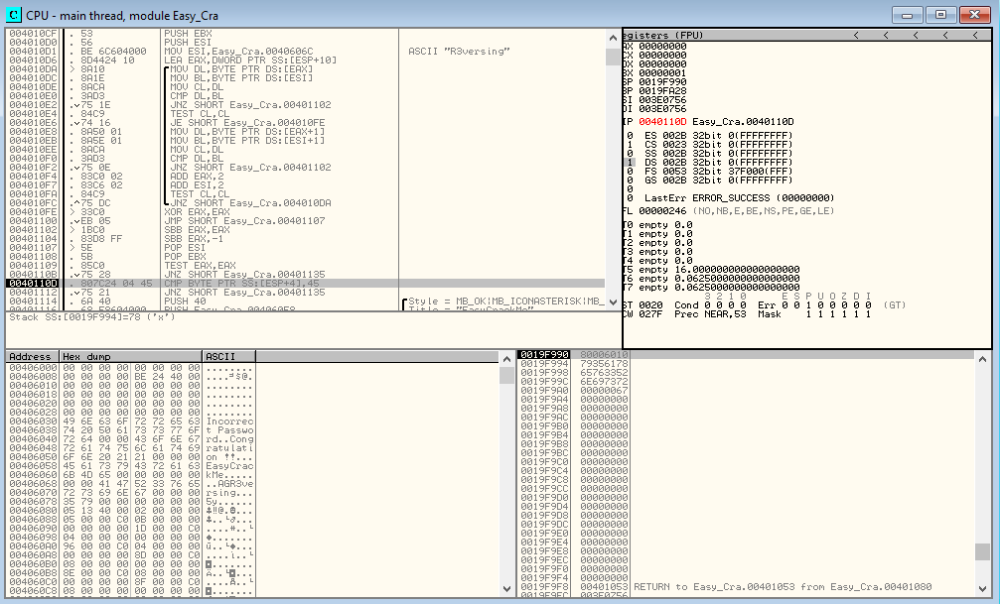 C CPU - main thread, module Easy_Cra
004010CF . 53 PUSH EBX
004010D0 . 56 PUSH ESI
004010D1 . BE 6C604000 MOV ESI,Easy_Cra.0040606C ASCII "R3versing"
004010D6 . 8D4424 10 LEA EAX,DWORD PTR SS:[ESP+10]
004010DA > 8A10 MOV DL,BYTE PTR DS:[EAX]
004010DC . 8A1E MOV BL,BYTE PTR DS:[ESI]
004010DE . 8ACA MOV CL,DL
004010E0 . 3AD3 CMP DL,BL
004010E2 . 75 1E JNZ SHORT Easy_Cra.00401102
004010E4 . 84C9 TEST CL,CL
004010E6 . 74 16 JE SHORT Easy_Cra.004010FE
004010E8 . 8A50 01 MOV DL,BYTE PTR DS:[EAX+1]
004010EB . 8A5E 01 MOV BL,BYTE PTR DS:[ESI+1]
004010EE . 8ACA MOV CL,DL
004010F0 . 3AD3 CMP DL,BL
004010F2 . 75 0E JNZ SHORT Easy_Cra.00401102
004010F4 . 83C0 02 ADD EAX,2
004010F7 . 83C6 02 ADD ESI,2
004010FA . 84C9 TEST CL,CL
004010FC . 75 DC JNZ SHORT Easy_Cra.004010DA
004010FE > 33C0 XOR EAX,EAX
00401100 . EB 05 JMP SHORT Easy_Cra.00401107
00401102 > 1BC0 SBB EAX,EAX
00401104 . 83D8 FF SBB EAX,-1
00401107 > 5E POP ESI
00401108 . 5B POP EBX
00401109 . 85C0 TEST EAX,EAX
0040110B . 75 28 JNZ SHORT Easy_Cra.00401135
0040110D . 807C24 04 45 CMP BYTE PTR SS:[ESP+4],45
00401112 . 75 21 JNZ SHORT Easy_Cra.00401135
00401114 . 6A 40 PUSH 40 Style = MB_OK|MB_ICONASTERISK|MB_
00401116 . 68 58604000 PUSH Easy_Cra.00406058 Title = "EasyCrackMe"
Stack SS:[0019F994]=78 ('x')
egisters (FPU) < < < < <
AX 00000000
CX 00000000
DX 00000000
BX 00000001
SP 0019F990
BP 0019FA28
SI 003E0756
DI 003E0756
IP 0040110D Easy_Cra.0040110D
0 ES 002B 32bit 0(FFFFFFFF)
1 CS 0023 32bit 0(FFFFFFFF)
0 SS 002B 32bit 0(FFFFFFFF)
1 DS 002B 32bit 0(FFFFFFFF)
0 FS 0053 32bit 37F000(FFF)
0 GS 002B 32bit 0(FFFFFFFF)
0
0 LastErr ERROR_SUCCESS (00000000)
FL 00000246 (NO,NB,E,BE,NS,PE,GE,LE)
T0 empty 0.0
T1 empty 0.0
T2 empty 0.0
T3 empty 0.0
T4 empty 0.0
T5 empty 16.000000000000000000
T6 empty 0.0625000000000000000
T7 empty 0.0625000000000000000
3 2 1 0 E S P U O Z D I
ST 0020 Cond 0 0 0 0 Err 0 0 1 0 0 0 0 0 (GT)
CW 027F Prec NEAR,53 Mask 1 1 1 1 1 1
Address Hex dump ASCII
00406000 00 00 00 00 00 00 00 00 ........
00406008 00 00 00 00 BE 24 40 00
00406010 00 00 00 00 00 00 00 00 ........
00406018 00 00 00 00 00 00 00 00 ........
00406020 00 00 00 00 00 00 00 00 ........
00406028 00 00 00 00 00 00 00 00 ........
00406030 49 6E 63 6F 72 72 65 63 Incorrec
00406038 74 20 50 61 73 73 77 6F t Passwo
00406040 72 64 00 00 43 6F 6E 67 rd..Cong
00406048 72 61 74 75 6C 61 74 69 ratulati
00406050 6F 6E 20 21 21 00 00 00 on !!...
00406058 45 61 73 79 43 72 61 63 EasyCrac
00406060 6B 4D 65 00 00 00 00 00 kMe.....
00406068 00 00 41 47 52 33 76 65 ..AGR3ve
00406070 72 73 69 6E 67 00 00 00 rsing...
00406078 35 79 00 00 00 00 00 00 5y......
00406080 05 13 40 00 02 00 00 00
00406088 05 00 00 C0 0B 00 00 00
00406090 00 00 00 00 1D 00 00 C0
00406098 04 00 00 00 00 00 00 00
004060A0 96 00 00 C0 04 00 00 00
004060A8 00 00 00 00 8D 00 00 C0
004060B0 08 00 00 00 00 00 00 00
004060B8 8E 00 00 C0 08 00 00 00
004060C0 00 00 00 00 8F 00 00 C0
004060C8 08 00 00 00 00 00 00 00
0019F990 80006010
0019F994 79356178
0019F998 65763352
0019F99C 6E697372
0019F9A0 00000067
0019F9A4 00000000
0019F9A8 00000000
0019F9AC 00000000
0019F9B0 00000000
0019F9B4 00000000
0019F9B8 00000000
0019F9BC 00000000
0019F9C0 00000000
0019F9C4 00000000
0019F9C8 00000000
0019F9CC 00000000
0019F9D0 00000000
0019F9D4 00000000
0019F9D8 00000000
0019F9DC 00000000
0019F9E0 00000000
0019F9E4 00000000
0019F9E8 00000000
0019F9EC 00000000
0019F9F0 00000000
0019F9F4 00000000
0019F9F8 00401053 RETURN to Easy_Cra.00401053 from Easy_Cra.00401080
0019F9FC 003E0756